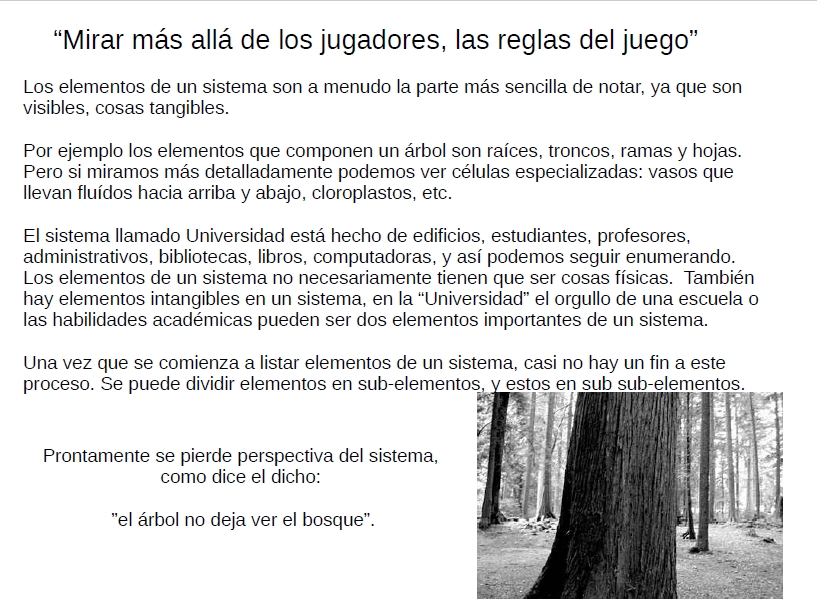 “Mirar más allá de los jugadores, las reglas del juego”
Los elementos de un sistema son a menudo la parte más sencilla de notar, ya que son
visibles, cosas tangibles.
Por ejemplo los elementos que componen un árbol son raíces, troncos, ramas y hojas.
Pero si miramos más detalladamente podemos ver células especializadas: vasos que
llevan fluídos hacia arriba y abajo, cloroplastos, etc.
El sistema llamado Universidad está hecho de edificios, estudiantes, profesores,
administrativos, bibliotecas, libros, computadoras, y así podemos seguir enumerando.
Los elementos de un sistema no necesariamente tienen que ser cosas físicas.  También
hay elementos intangibles en un sistema, en la “Universidad” el orgullo de una escuela o
las habilidades académicas pueden ser dos elementos importantes de un sistema.
Una vez que se comienza a listar elementos de un sistema, casi no hay un fin a este
proceso. Se puede dividir elementos en sub-elementos, y estos en sub sub-elementos.
Prontamente se pierde perspectiva del sistema,
como dice el dicho:
”el árbol no deja ver el bosque”.